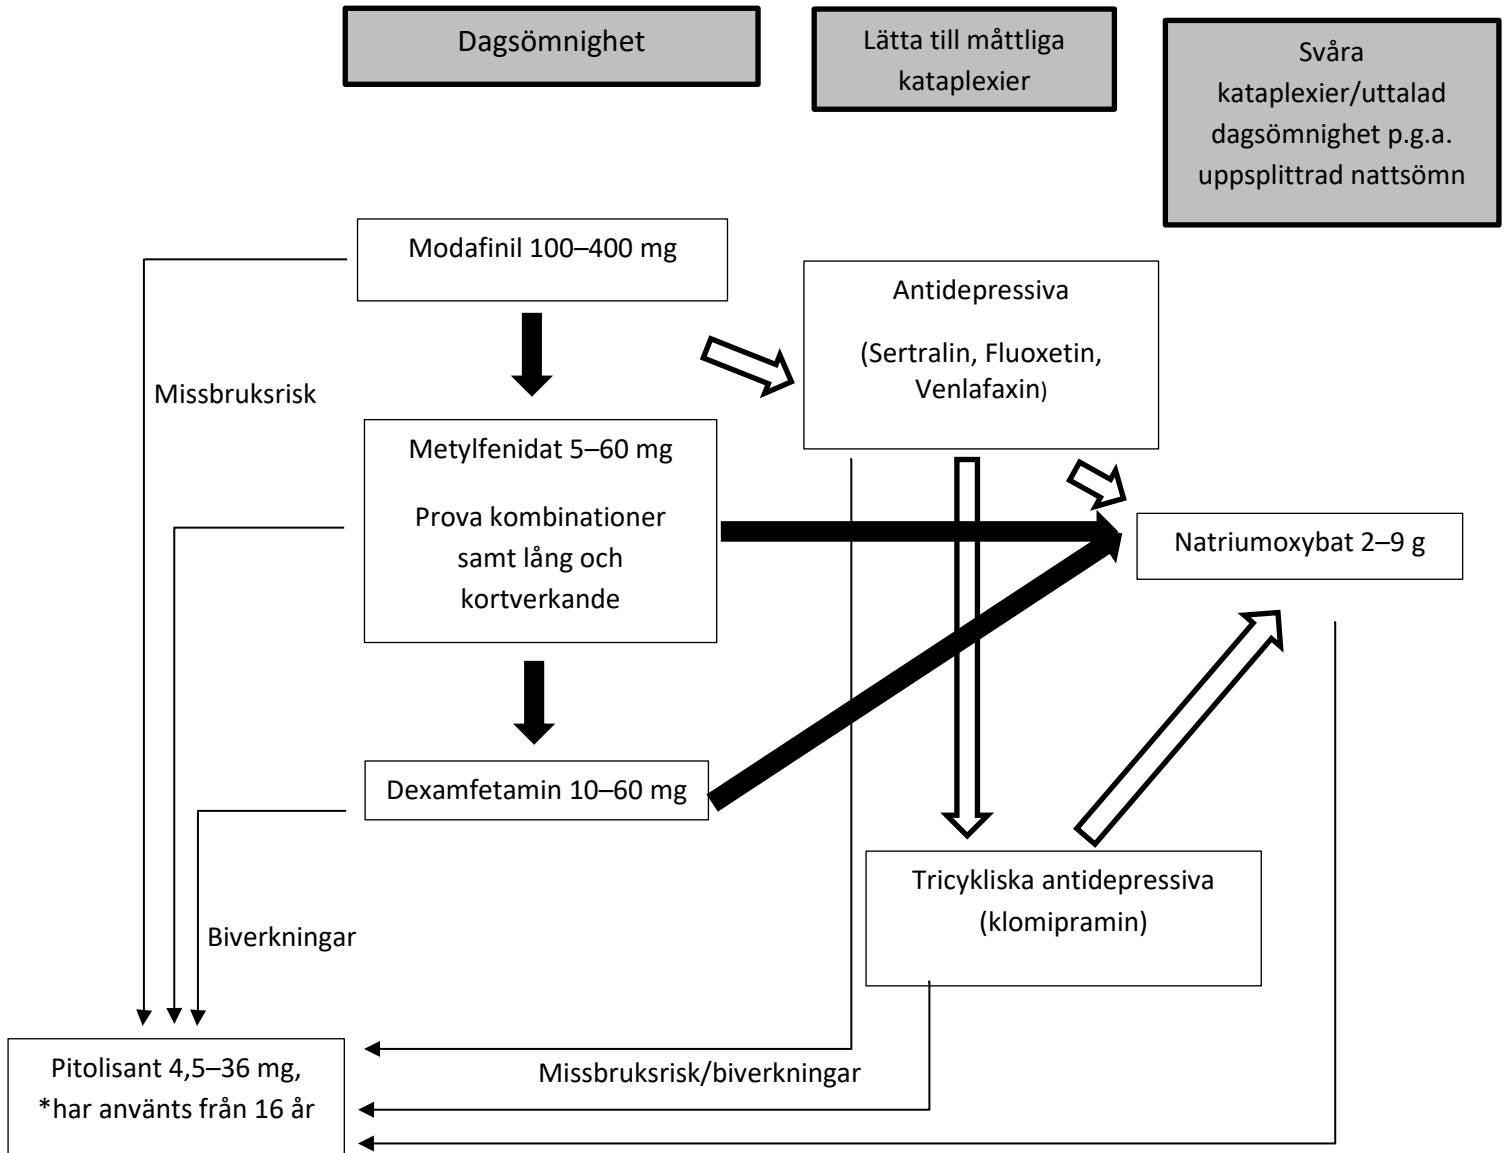 Dagsömnighet
Lätta till måttliga
kataplexier
Svåra
kataplexier/uttalad
dagsömnighet p.g.a.
uppsplittrad nattsömn
Modafinil 100–400 mg
Antidepressiva
(Sertralin, Fluoxetin,
Venlafaxin)
Missbruksrisk
Metylfenidat 5–60 mg
Prova kombinationer
samt lång och
kortverkande
Natriumoxybat 2–9 g
Dexamfetamin 10–60 mg
Tricykliska antidepressiva
(klomipramin)
Biverkningar
Pitolisant 4,5–36 mg,
*har använts från 16 år
Missbruksrisk/biverkningar